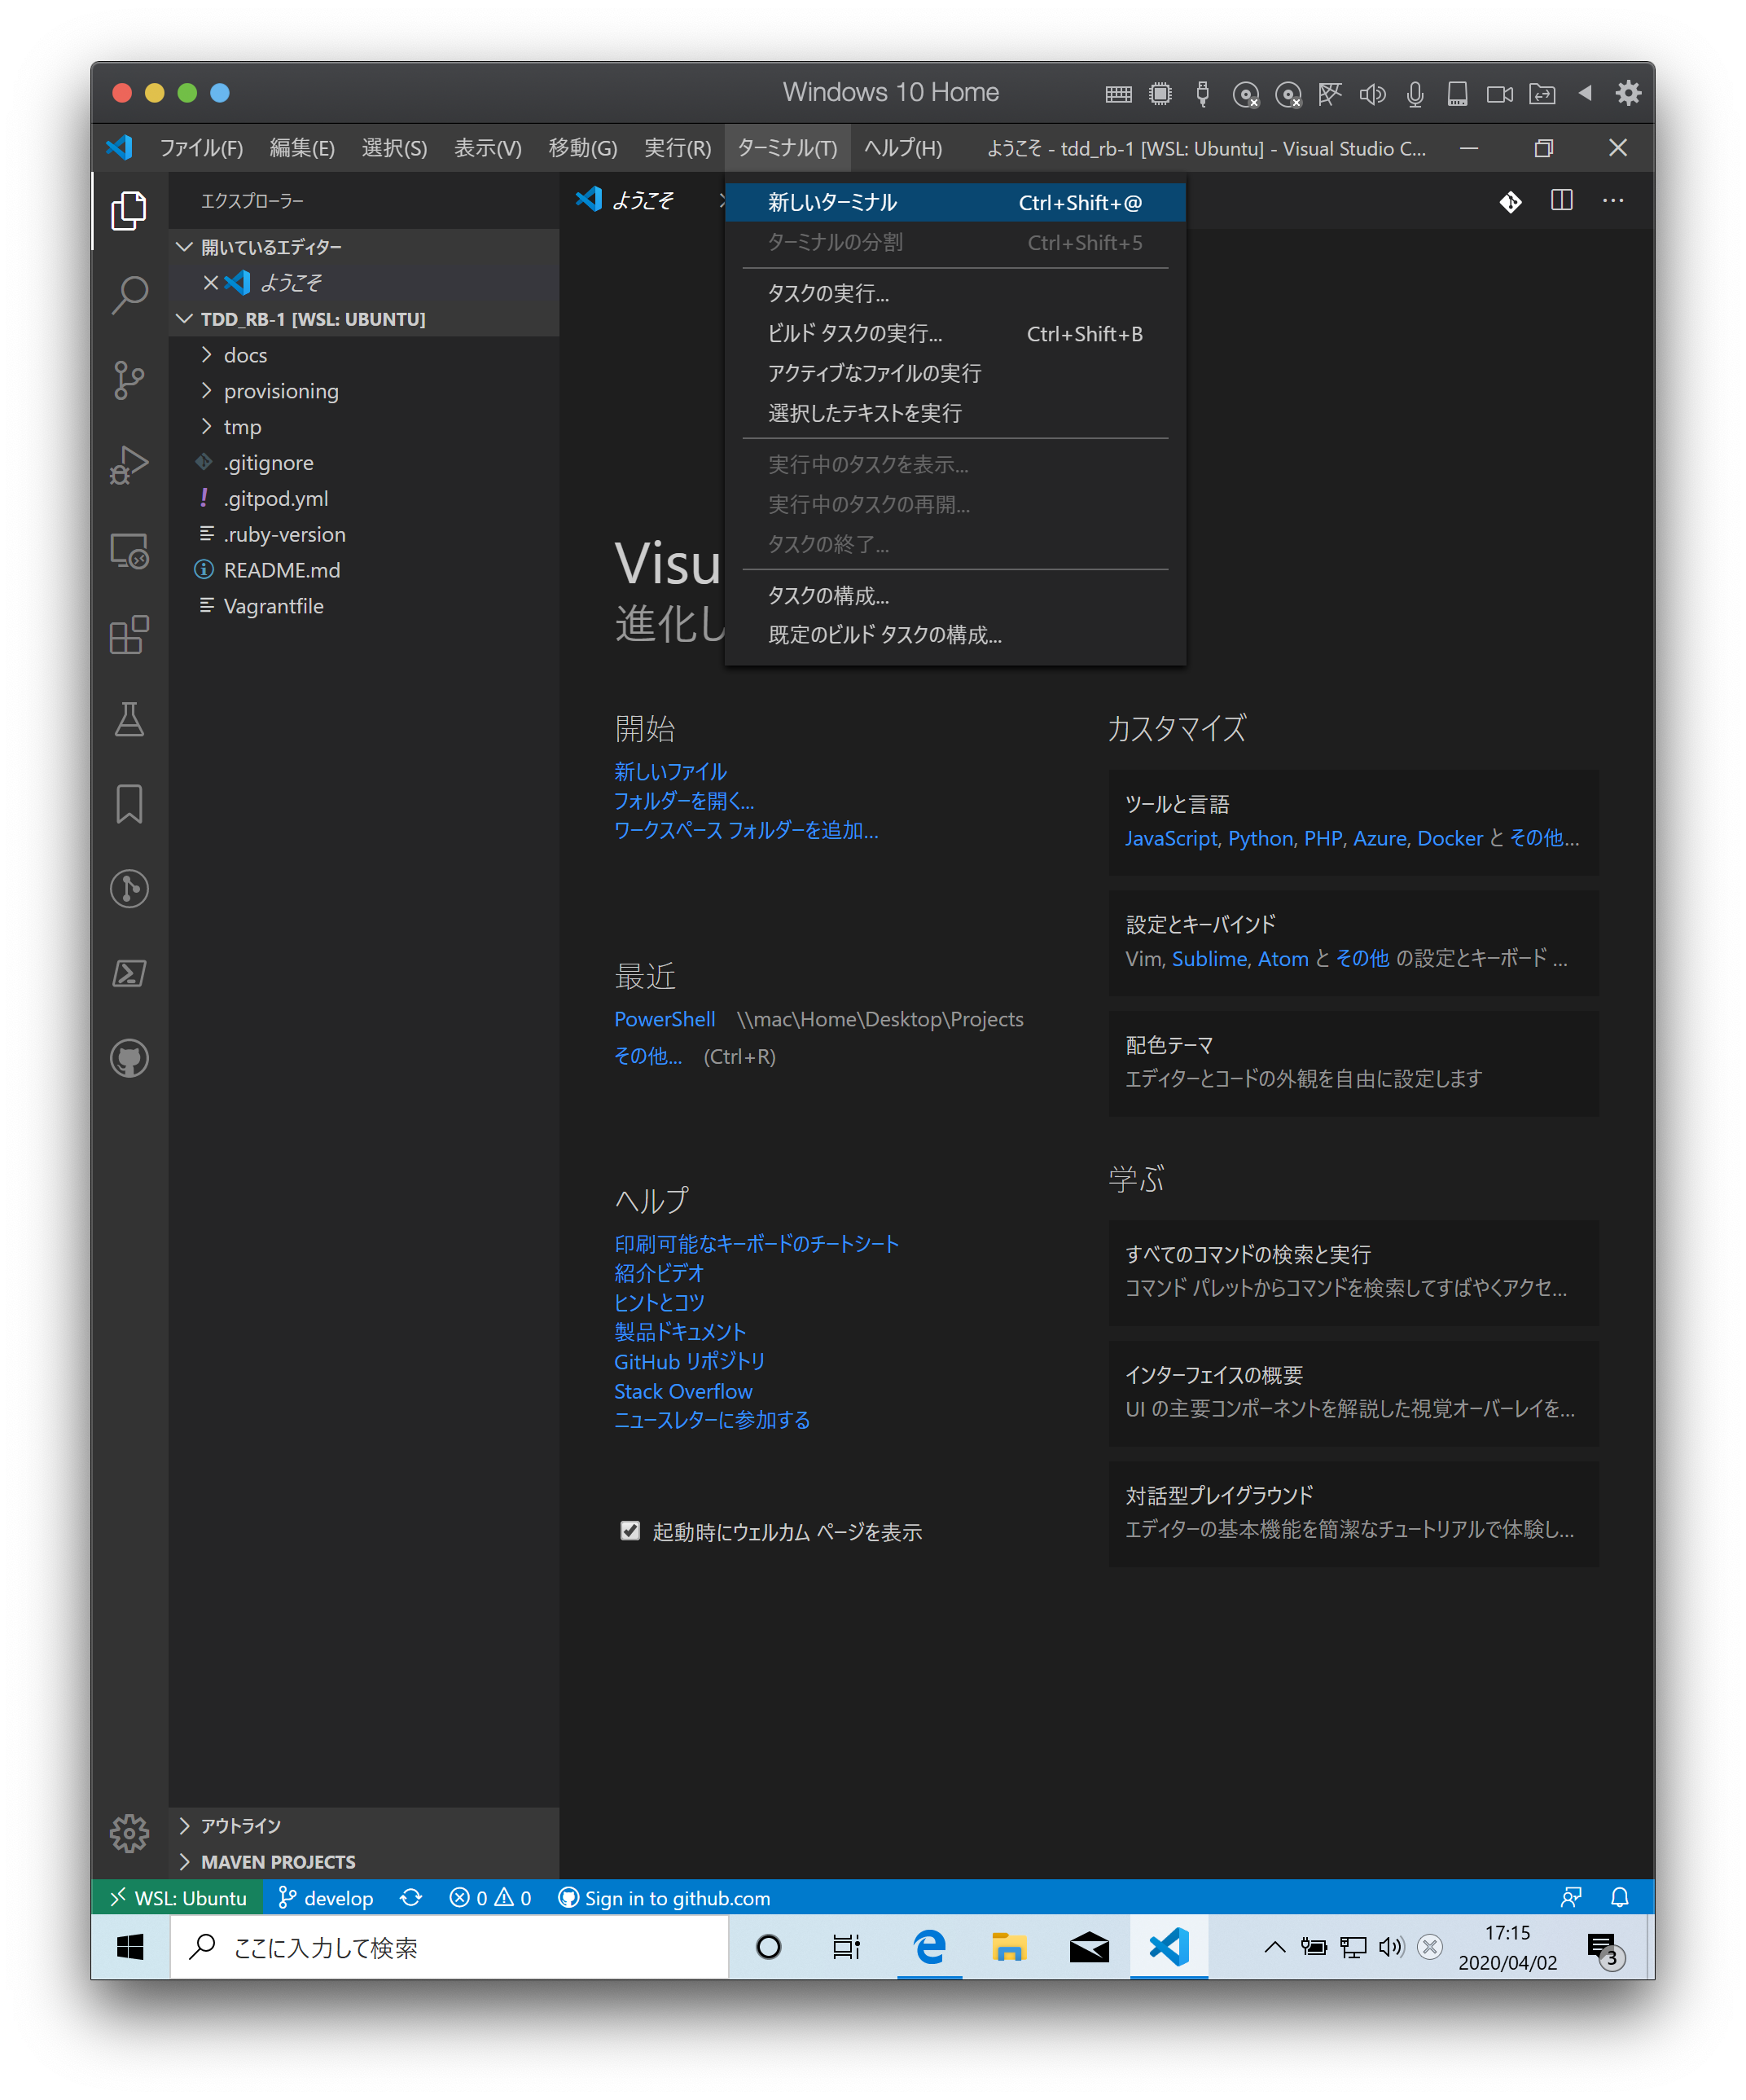 Windows 10 Home
ファイル(F) 編集(E) 選択(S) 表示(V) 移動(G) 実行(R) ターミナル(T) ヘルプ(H) ようこそ - tdd_rb-1 [WSL: Ubuntu] - Visual Studio C...
エクスプローラー
開いているエディター
ようこそ
TDD_RB-1 [WSL: UBUNTU]
docs
provisioning
tmp
.gitignore
.gitpod.yml
.ruby-version
README.md
Vagrantfile
アウトライン
MAVEN PROJECTS
ようこそ
新しいターミナル Ctrl+Shift+@
ターミナルの分割 Ctrl+Shift+5
タスクの実行...
ビルド タスクの実行... Ctrl+Shift+B
アクティブなファイルの実行
選択したテキストを実行
実行中のタスクを表示...
実行中のタスクの再開...
タスクの終了...
タスクの構成...
既定のビルド タスクの構成...
Visu
進化し
開始
新しいファイル
フォルダーを開く...
ワークスペース フォルダーを追加...
最近
PowerShell \\mac\Home\Desktop\Projects
その他... (Ctrl+R)
ヘルプ
印刷可能なキーボードのチートシート
紹介ビデオ
ヒントとコツ
製品ドキュメント
GitHub リポジトリ
Stack Overflow
ニュースレターに参加する
起動時にウェルカム ページを表示
カスタマイズ
ツールと言語
JavaScript, Python, PHP, Azure, Docker と その他...
設定とキーバインド
Vim, Sublime, Atom と その他 の設定とキーボード ...
配色テーマ
エディターとコードの外観を自由に設定します
学ぶ
すべてのコマンドの検索と実行
コマンド パレットからコマンドを検索してすばやくアクセ...
インターフェイスの概要
UI の主要コンポーネントを解説した視覚オーバーレイを...
対話型プレイグラウンド
エディターの基本機能を簡潔なチュートリアルで体験し...
WSL: Ubuntu develop 0 0 Sign in to github.com
ここに入力して検索
17:15
2020/04/02
3